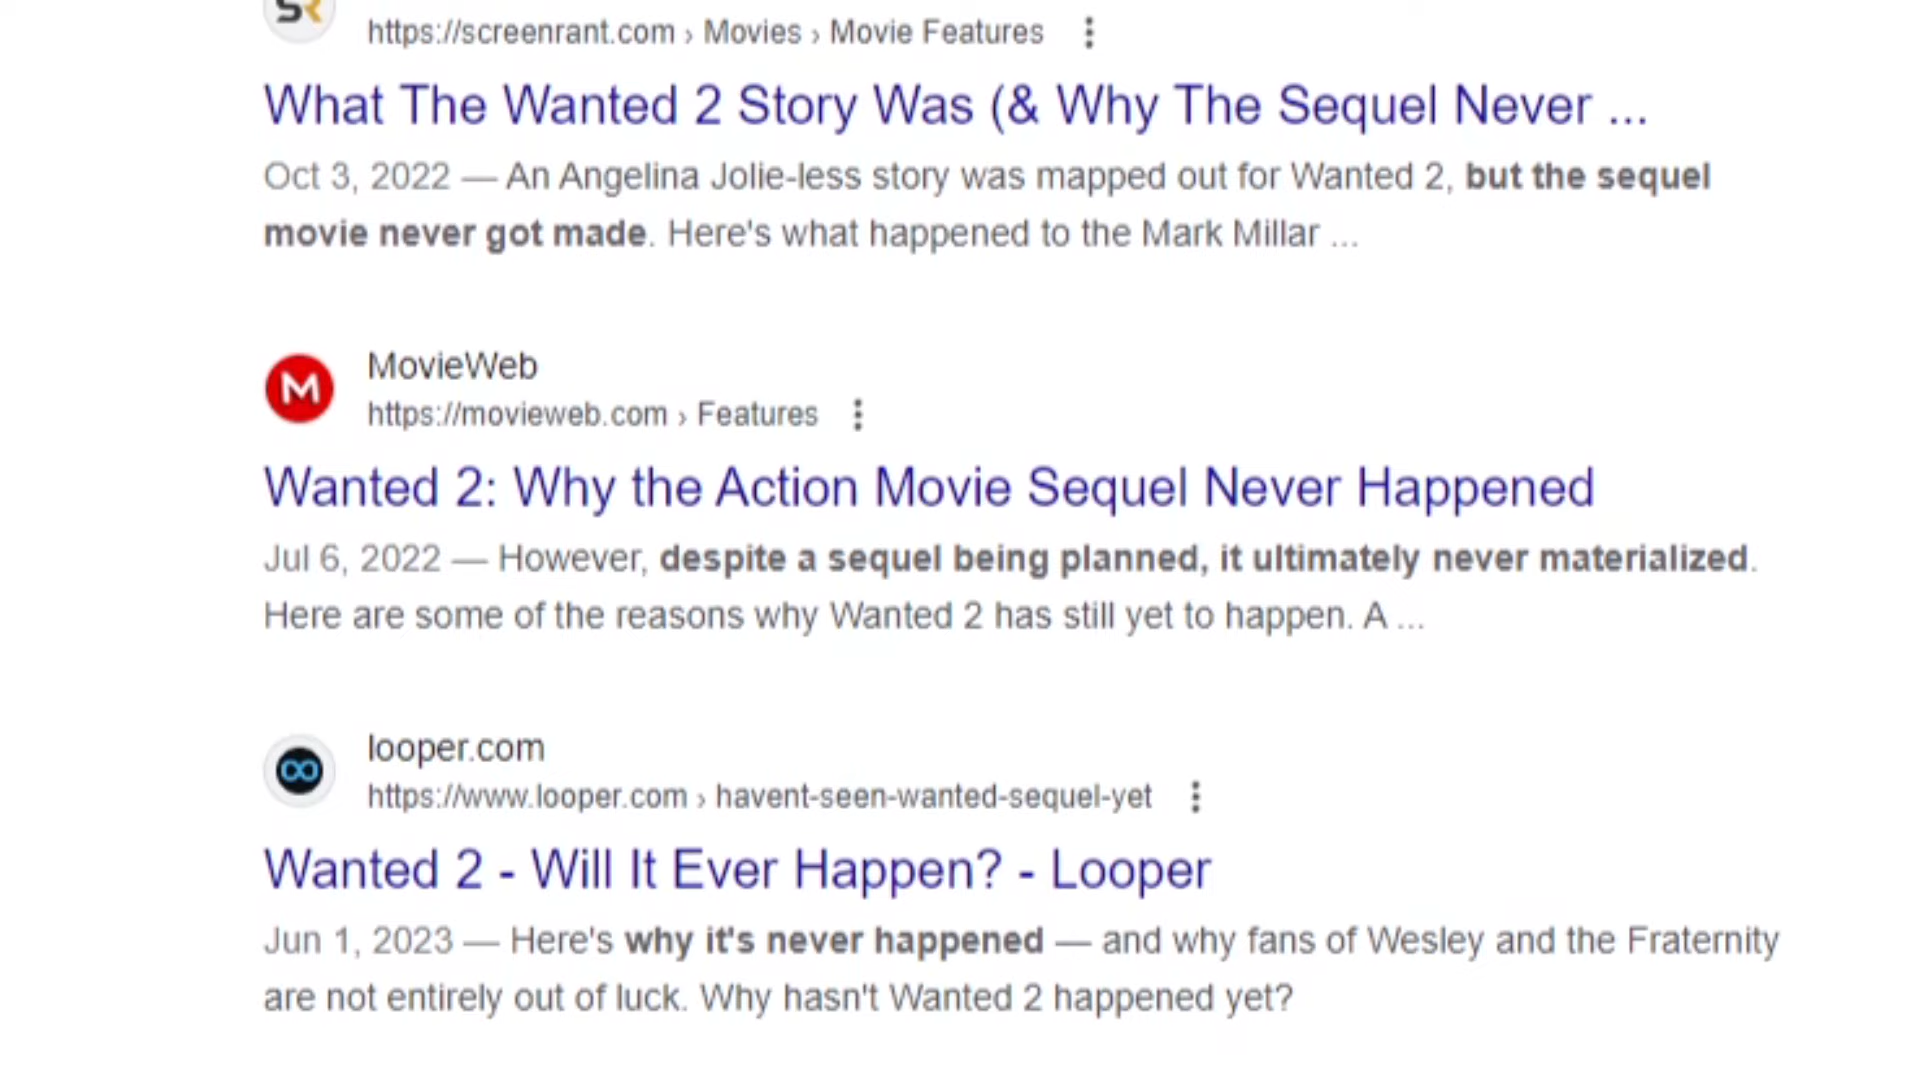 https://screenrant.com › Movies › Movie Features
What The Wanted 2 Story Was (& Why The Sequel Never ...
Oct 3, 2022 — An Angelina Jolie-less story was mapped out for Wanted 2, but the sequel
movie never got made. Here's what happened to the Mark Millar ...
M
MovieWeb
https://movieweb.com › Features
Wanted 2: Why the Action Movie Sequel Never Happened
Jul 6, 2022 — However, despite a sequel being planned, it ultimately never materialized.
Here are some of the reasons why Wanted 2 has still yet to happen. A ...
looper.com
https://www.looper.com › havent-seen-wanted-sequel-yet
Wanted 2 - Will It Ever Happen? - Looper
Jun 1, 2023 — Here's why it's never happened — and why fans of Wesley and the Fraternity
are not entirely out of luck. Why hasn't Wanted 2 happened yet?